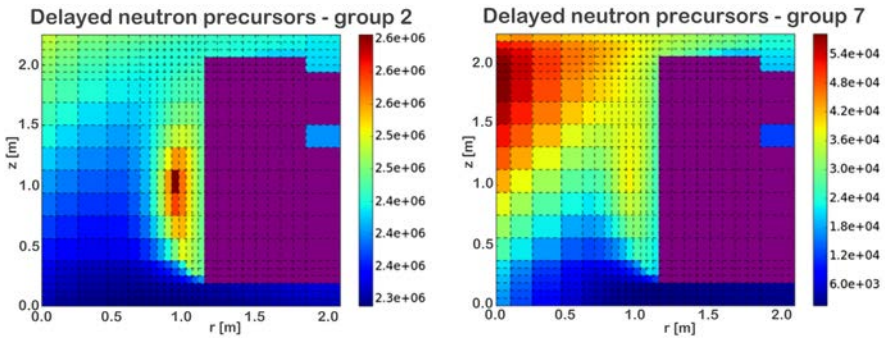 Delayed neutron precursors - group 2
2.0
1.5
1.0
0.5
0.0
z [m]
0.0 0.5 1.0 1.5 2.0
r [m]
2.6e+06
2.6e+06
2.5e+06
2.5e+06
2.4e+06
2.4e+06
2.3e+06
Delayed neutron precursors - group 7
2.0
1.5
1.0
0.5
0.0
z [m]
0.0 0.5 1.0 1.5 2.0
r [m]
5.4e+04
4.8e+04
4.2e+04
3.6e+04
3.0e+04
2.4e+04
1.8e+04
1.2e+04
6.0e+03